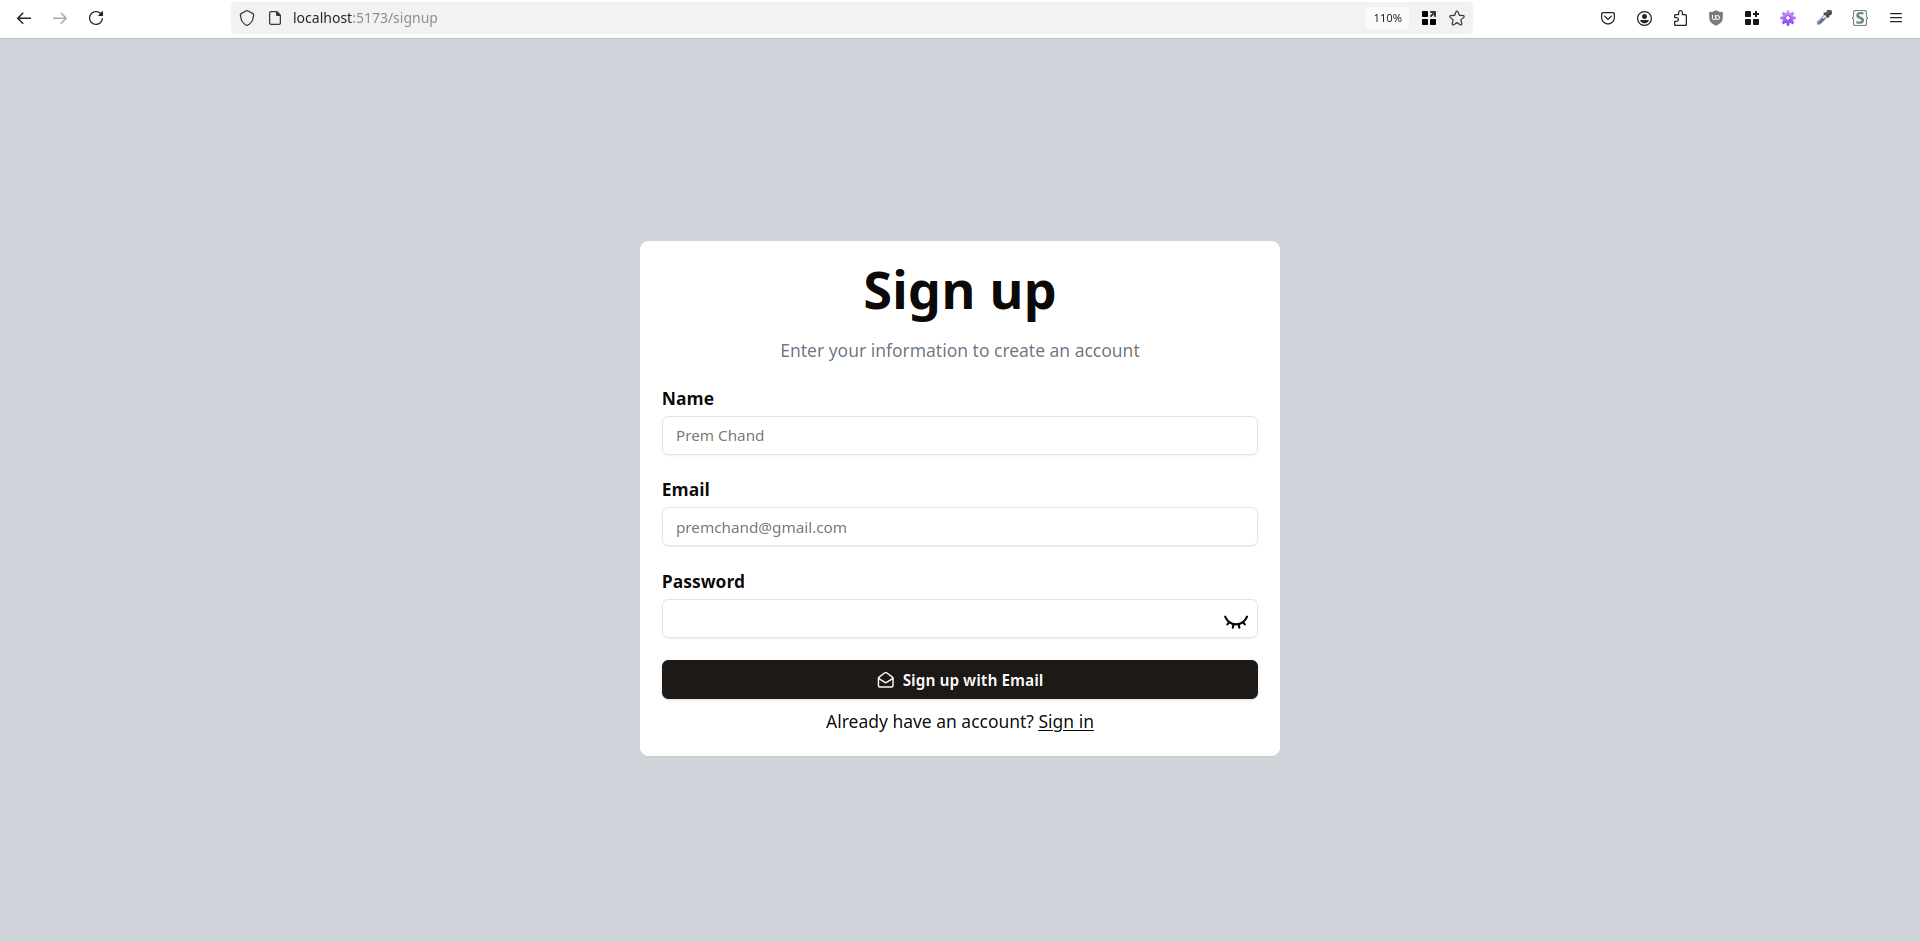 localhost:5173/signup
110%
Sign up
Enter your information to create an account
Name
Prem Chand
Email
premchand@gmail.com
Password
Sign up with Email
Already have an account? Sign in